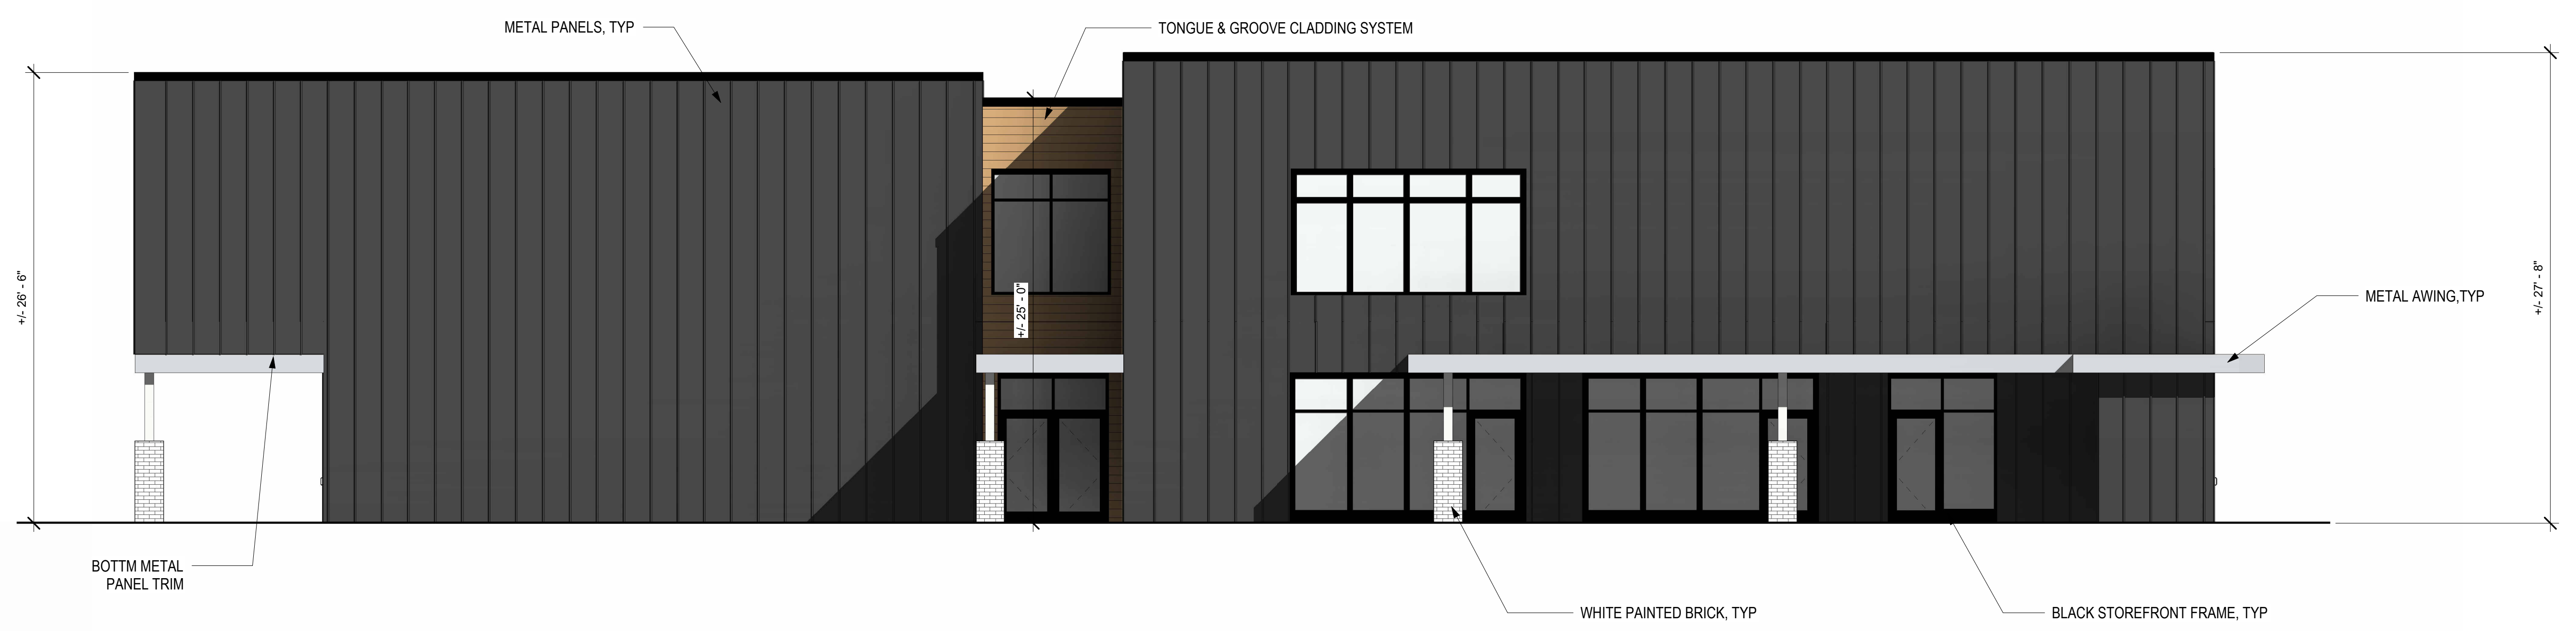 METAL PANELS, TYP
TONGUE & GROOVE CLADDING SYSTEM
+/- 26' - 6"
+/- 25' - 0"
+/- 27' - 8"
METAL AWING,TYP
BOTTM METAL
PANEL TRIM
WHITE PAINTED BRICK, TYP
BLACK STOREFRONT FRAME, TYP